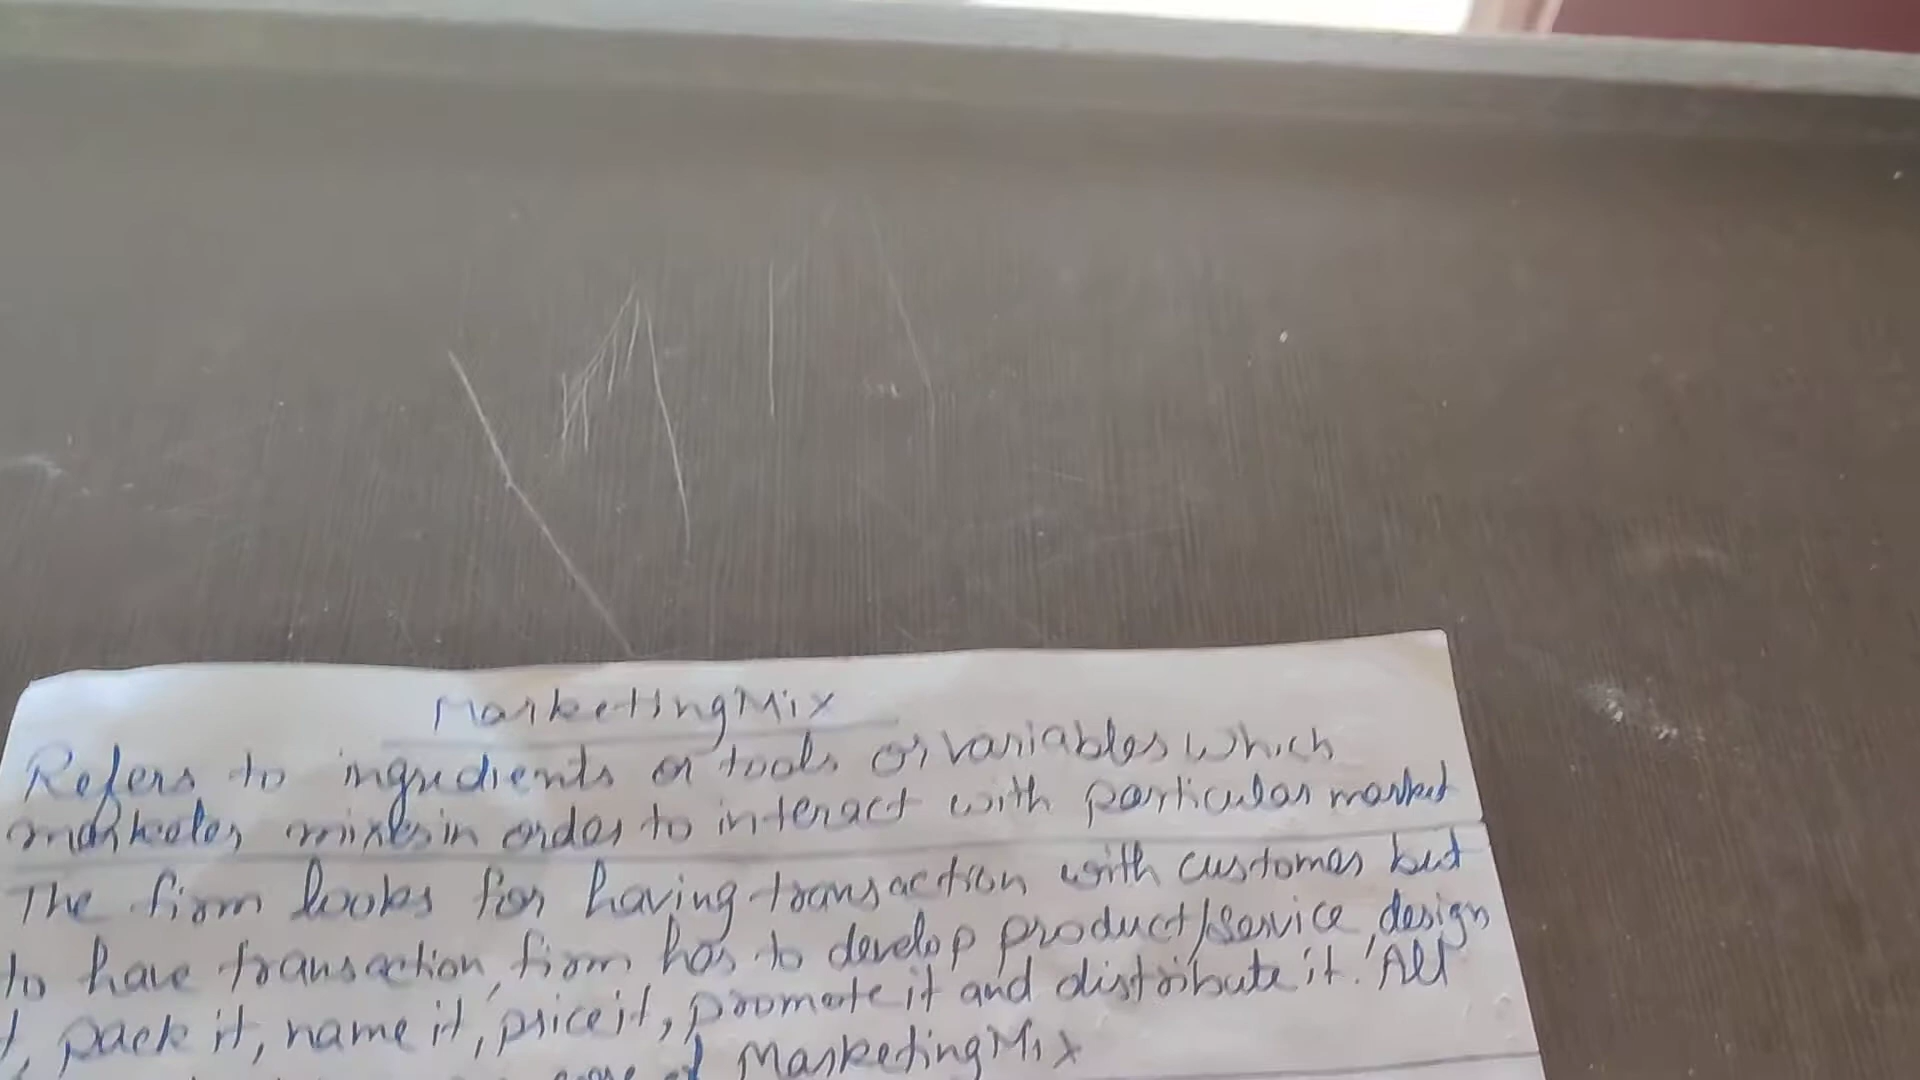 Marketing Mix
Refers to ingredients or tools or variables which
marketer mixes in order to interact with particular market
The firm looks for having transaction with customer but
to have transaction, firm has to develop product/service, design
it, pack it, name it, price it, promote it and distribute it. All
of Marketing Mix